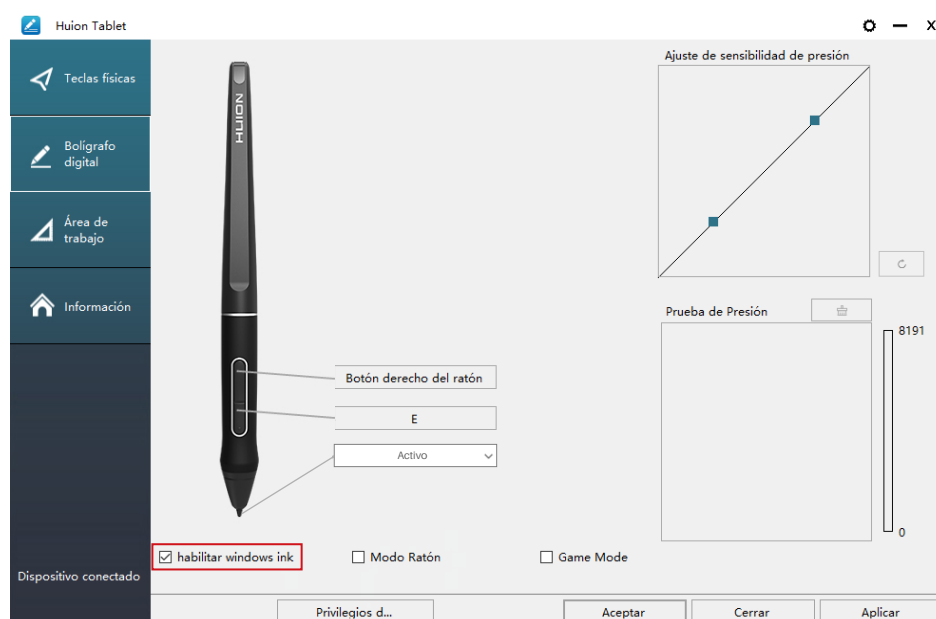 Huion Tablet
X
Teclas físicas
Bolígrafo
digital
Área de
trabajo
Información
Dispositivo conectado
HUION
Botón derecho del ratón
E
Activo
habilitar windows ink
Modo Ratón
Game Mode
Ajuste de sensibilidad de presión
Prueba de Presión
8191
0
Privilegios d...
Aceptar
Cerrar
Aplicar